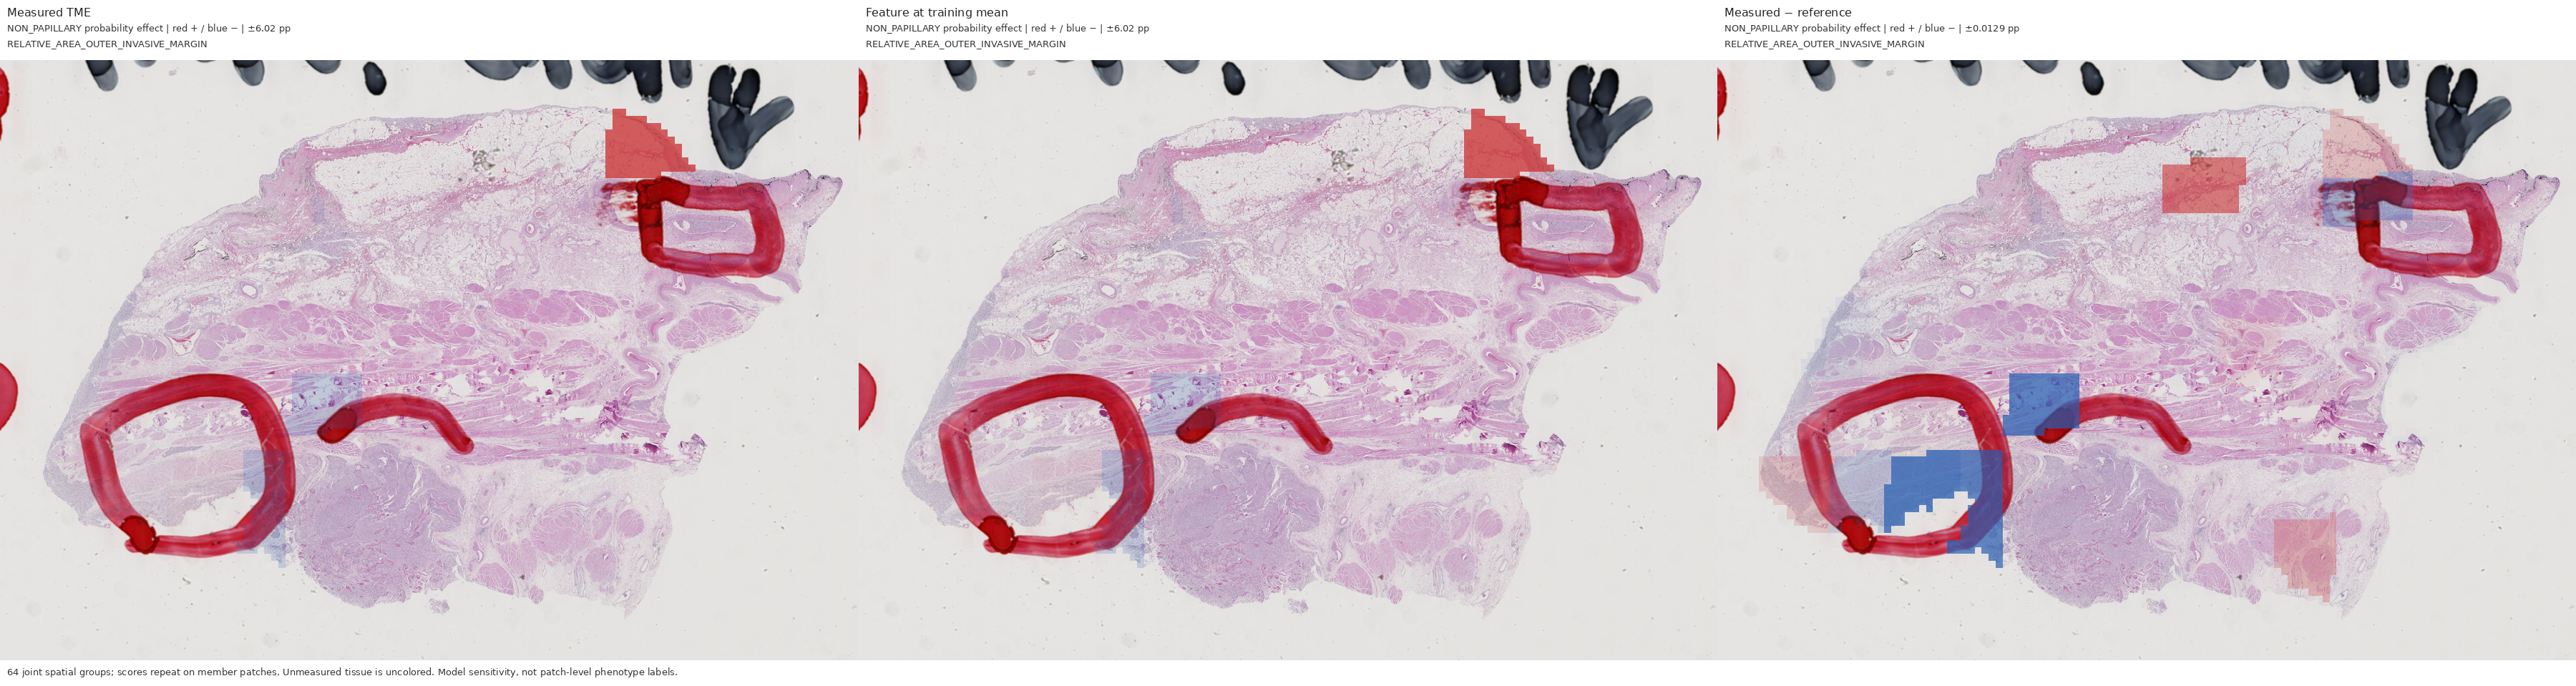 Measured TME
NON_PAPILLARY probability effect | red + / blue − | ±6.02 pp
RELATIVE_AREA_OUTER_INVASIVE_MARGIN
Feature at training mean
NON_PAPILLARY probability effect | red + / blue − | ±6.02 pp
RELATIVE_AREA_OUTER_INVASIVE_MARGIN
Measured − reference
NON_PAPILLARY probability effect | red + / blue − | ±0.0129 pp
RELATIVE_AREA_OUTER_INVASIVE_MARGIN
64 joint spatial groups; scores repeat on member patches. Unmeasured tissue is uncolored. Model sensitivity, not patch-level phenotype labels.